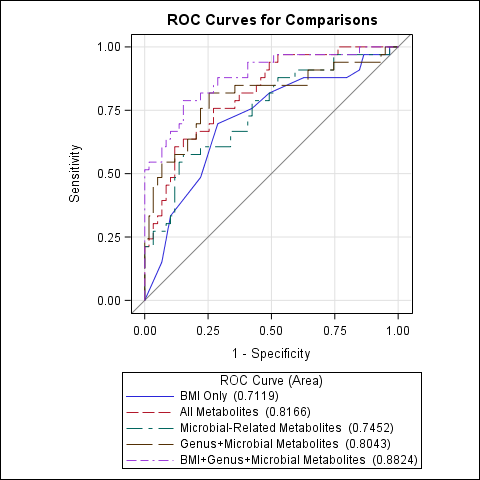 ROC Curves for Comparisons
1.00
0.75
0.50
0.25
0.00
Sensitivity
0.00 0.25 0.50 0.75 1.00
1 - Specificity
ROC Curve (Area)
BMI Only (0.7119)
All Metabolites (0.8166)
Microbial-Related Metabolites (0.7452)
Genus+Microbial Metabolites (0.8043)
BMI+Genus+Microbial Metabolites (0.8824)